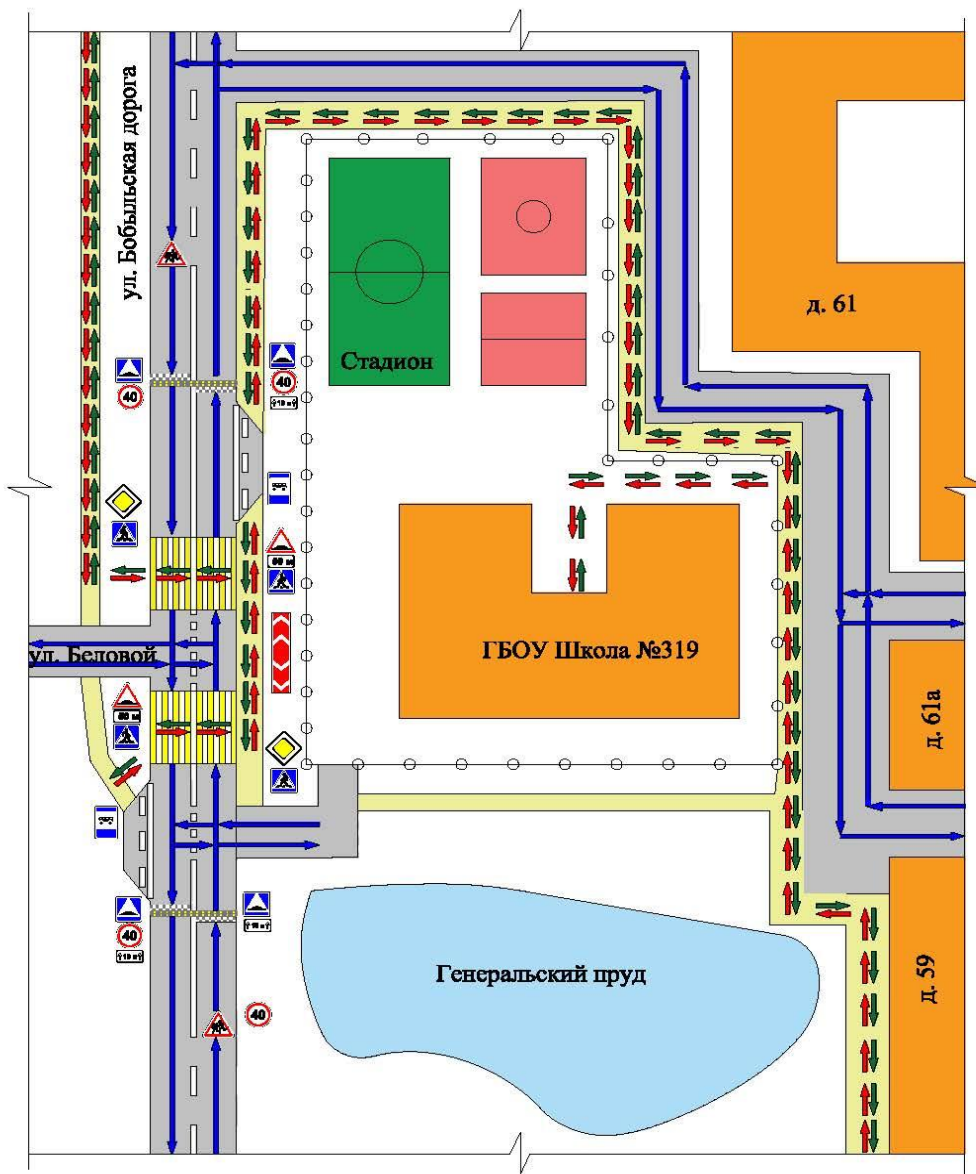 ул. Бобыльская дорога
д. 61
Стадион
40
40
ул. Беловой
ГБОУ Школа №319
д. 61а
Генеральский пруд
40
40
д. 59